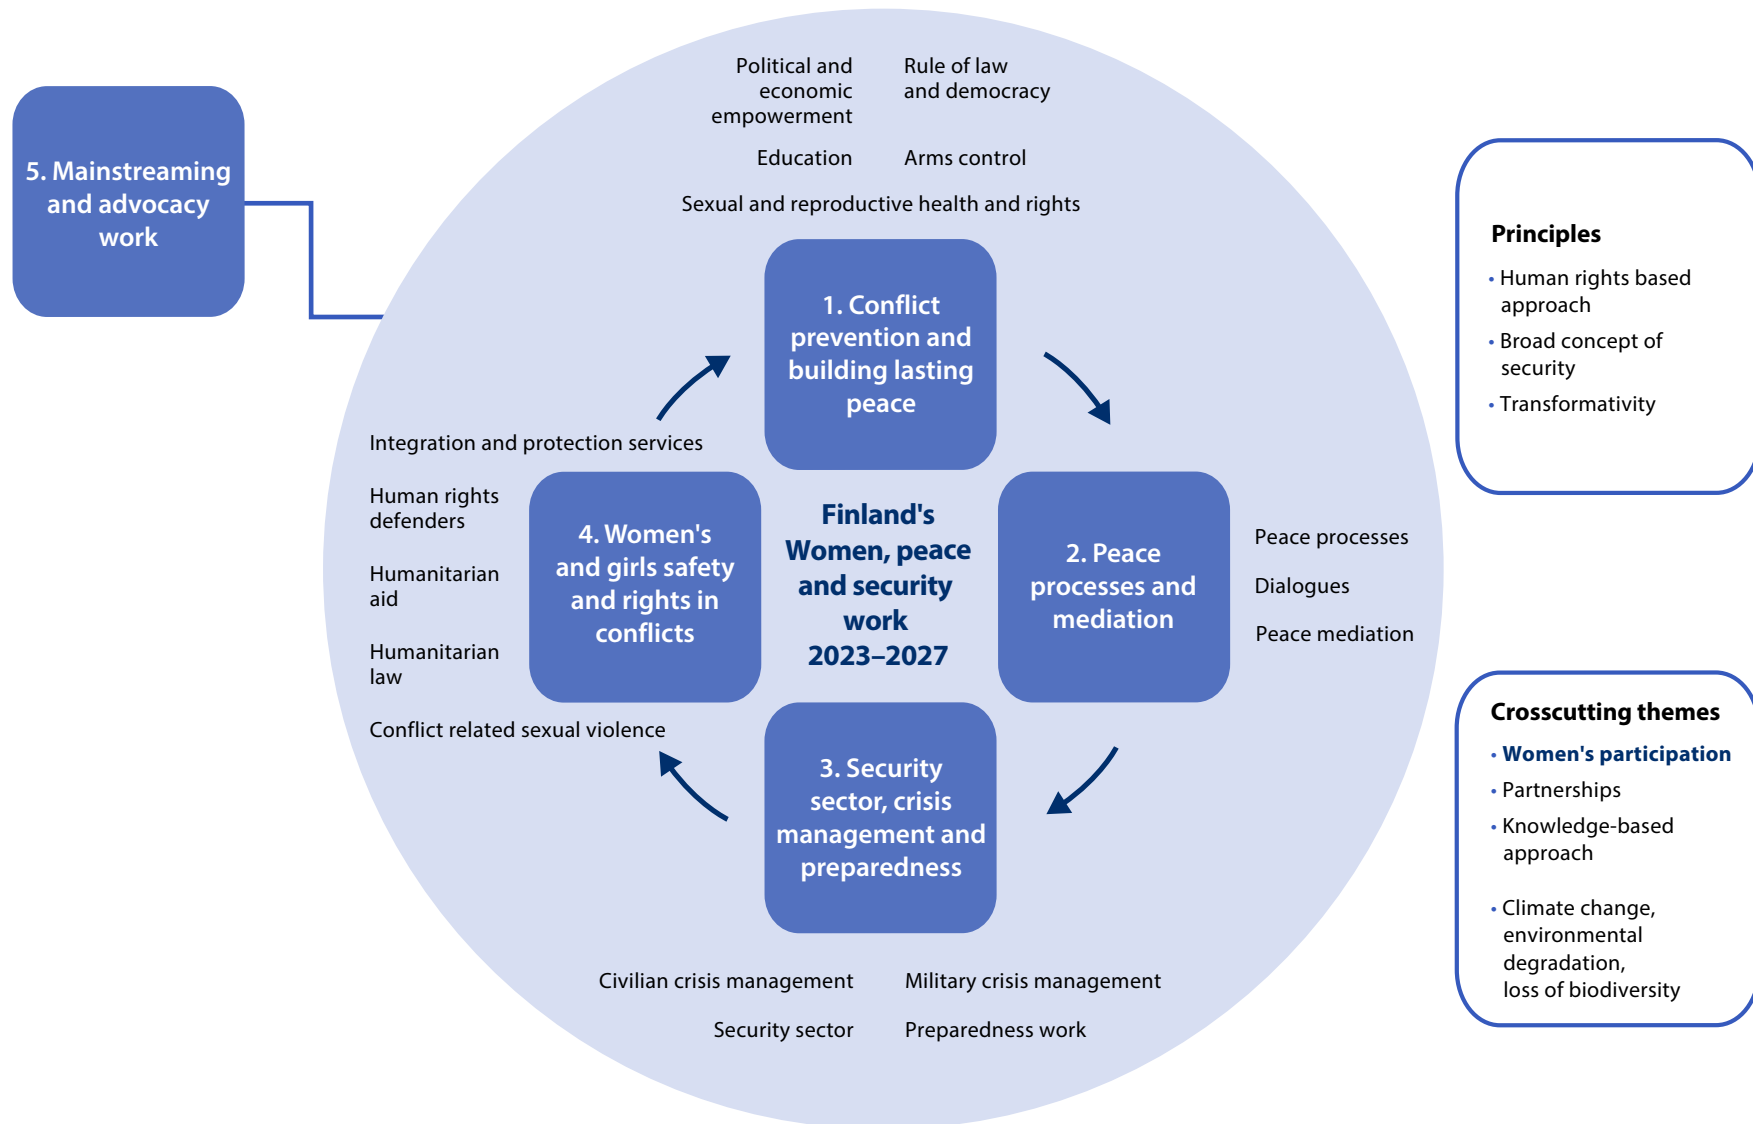 5. Mainstreaming
and advocacy
work
Political and
economic
empowerment
Rule of law
and democracy
Education
Arms control
Sexual and reproductive health and rights
1. Conflict
prevention and
building lasting
peace
Integration and protection services
Human rights
defenders
Humanitarian
aid
Humanitarian
law
Conflict related sexual violence
4. Women's
and girls safety
and rights in
conflicts
Finland's
Women, peace
and security
work
2023–2027
2. Peace
processes and
mediation
Peace processes
Dialogues
Peace mediation
3. Security
sector, crisis
management and
preparedness
Civilian crisis management
Military crisis management
Security sector
Preparedness work
Principles
• Human rights based
approach
• Broad concept of
security
• Transformativity
Crosscutting themes
• Women's participation
• Partnerships
• Knowledge-based
approach
• Climate change,
environmental
degradation,
loss of biodiversity